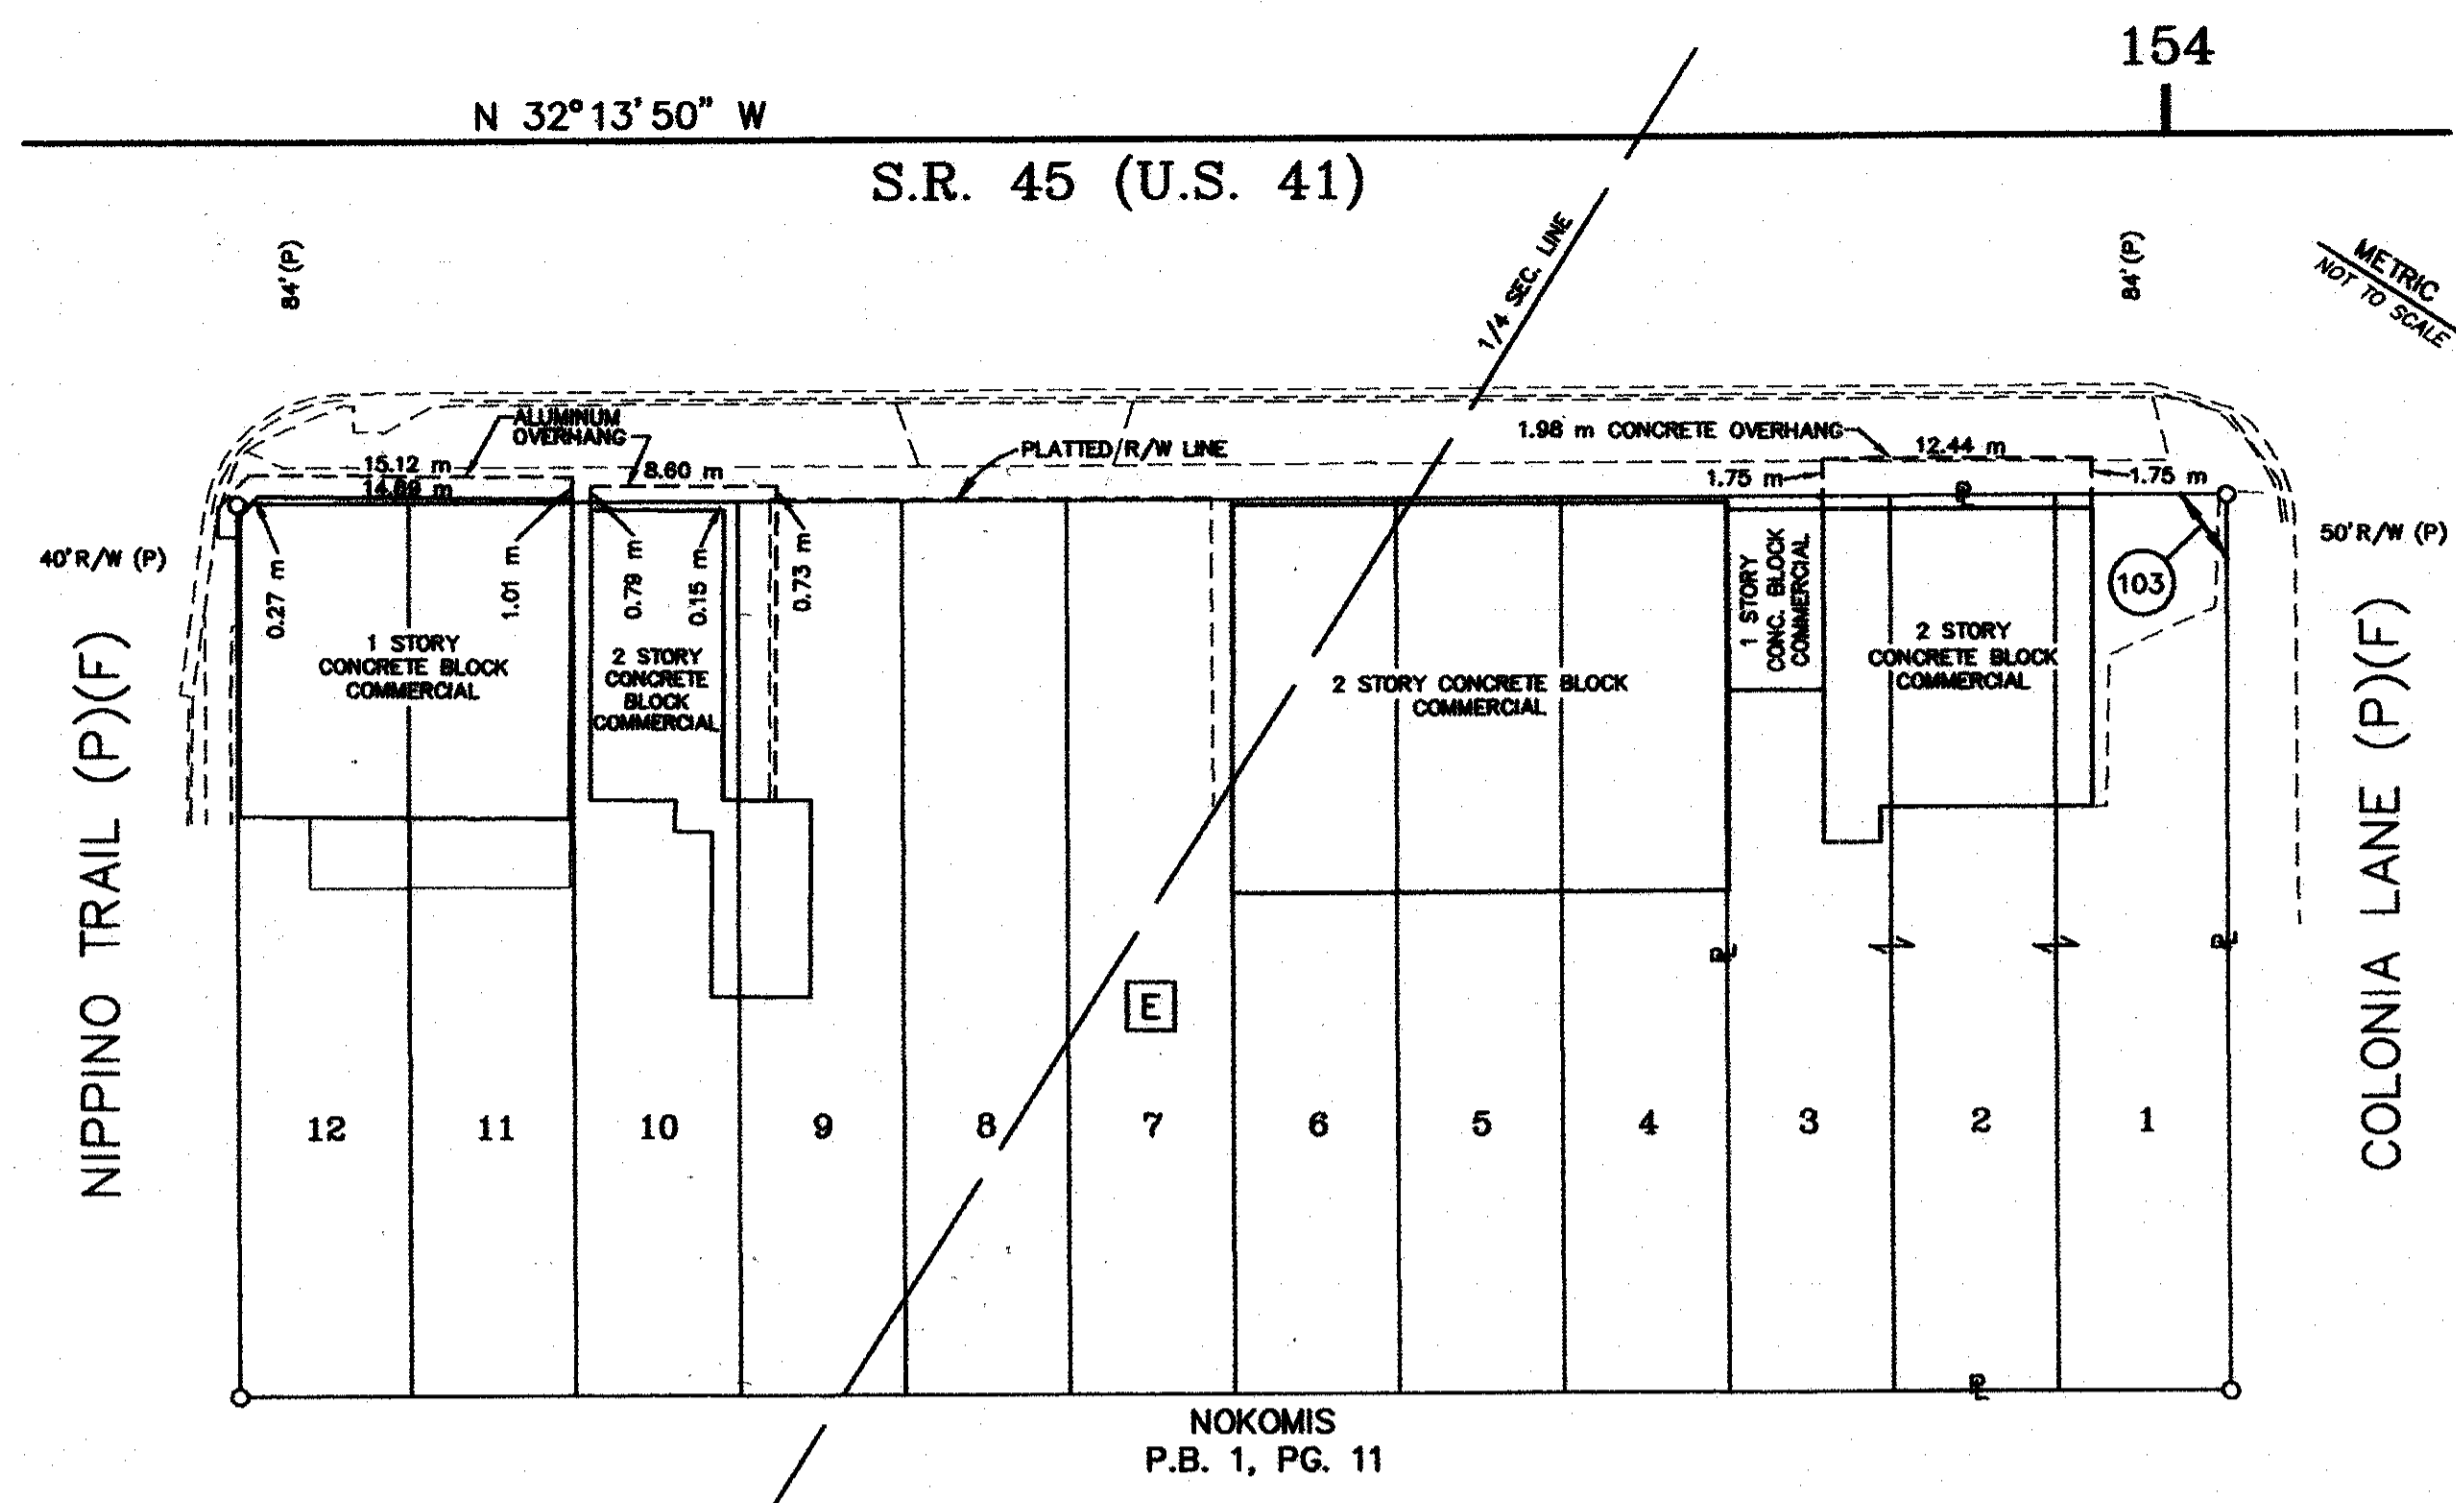 154
N 32°13'50" W
S.R. 45 (U.S. 41)
84'(P)
1/4 SEC. LINE
84'(P)
METRIC
NOT TO SCALE
ALUMINUM
OVERHANG
PLATTED R/W LINE
1.98 m CONCRETE OVERHANG
12.44 m
15.12 m
14.89 m
8.60 m
1.75 m
1.75 m
40'R/W (P)
50'R/W (P)
0.27 m
1.01 m
0.79 m
0.15 m
0.73 m
103
1 STORY
CONCRETE BLOCK
COMMERCIAL
2 STORY
CONCRETE
BLOCK
COMMERCIAL
2 STORY CONCRETE BLOCK
COMMERCIAL
1 STORY
CONC. BLOCK
COMMERCIAL
2 STORY
CONCRETE BLOCK
COMMERCIAL
NIPPINO TRAIL (P)(F)
COLONIA LANE (P)(F)
E
12 11 10 9 8 7 6 5 4 3 2 1
NOKOMIS
P.B. 1, PG. 11